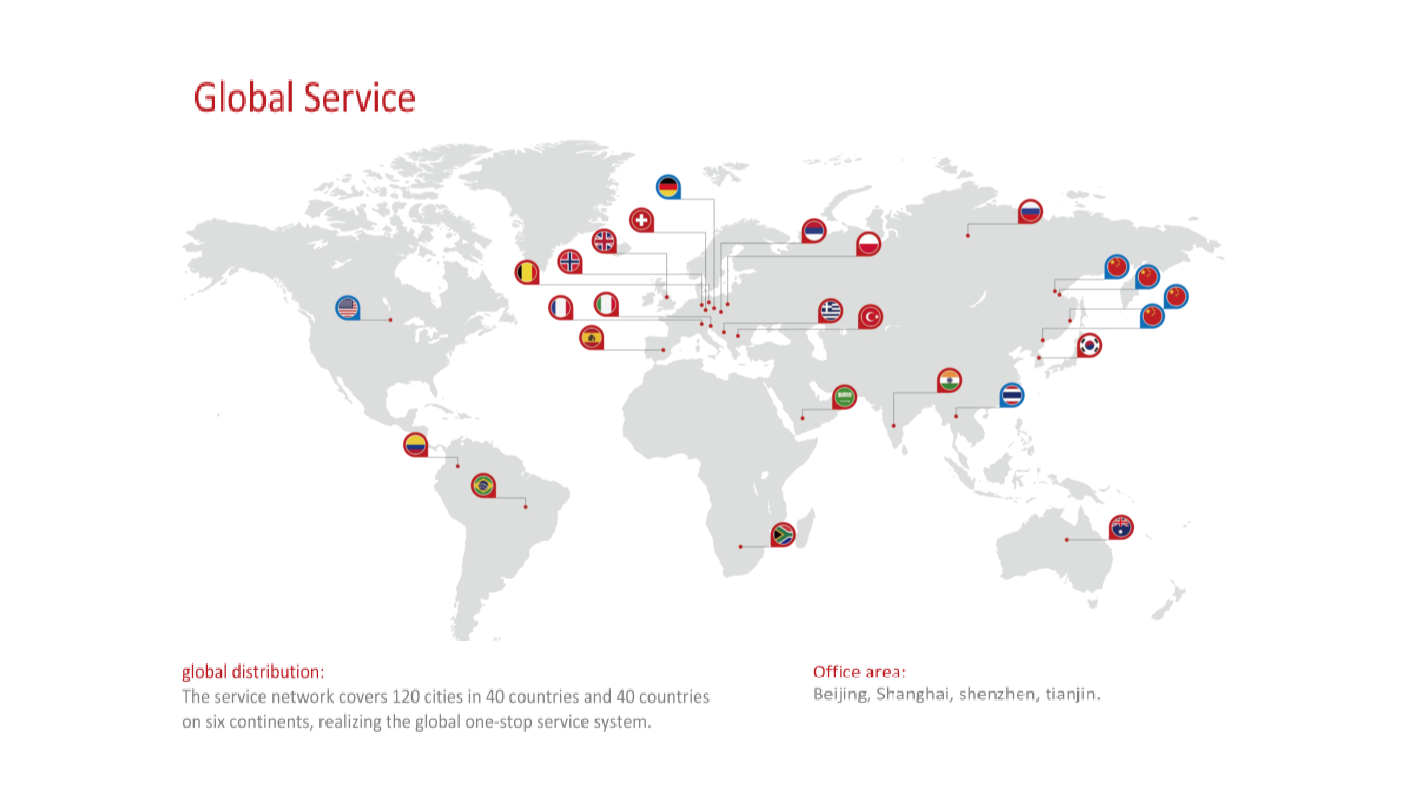 Global Service
global distribution:
The service network covers 120 cities in 40 countries and 40 countries
on six continents, realizing the global one-stop service system.
Office area:
Beijing, Shanghai, shenzhen, tianjin.